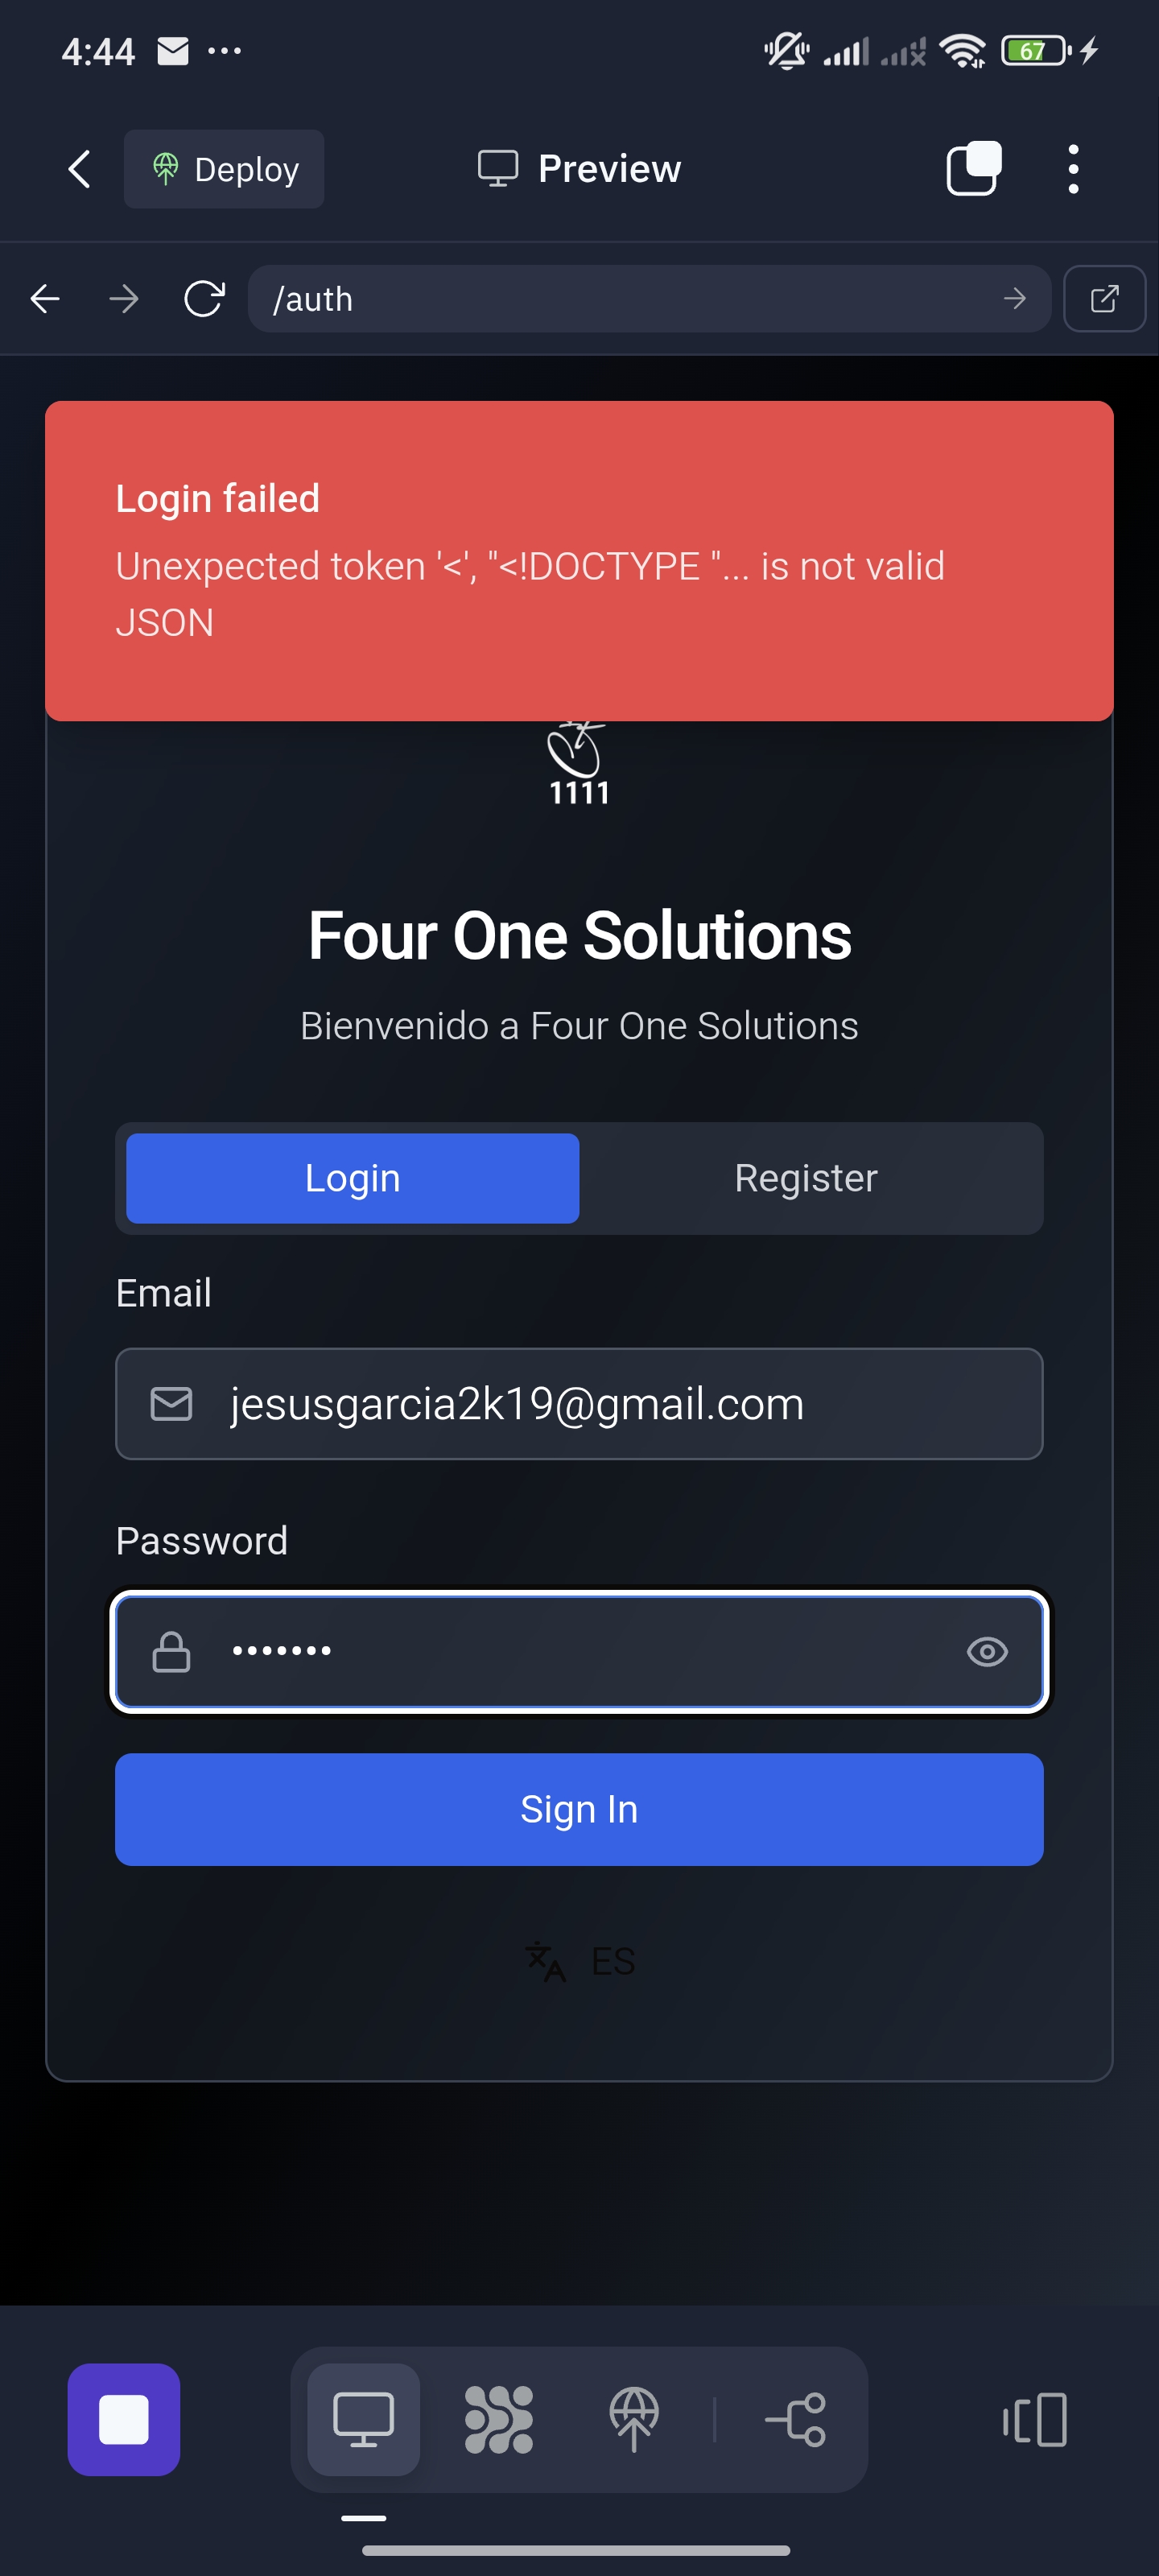 4:44
67
Deploy
Preview
/auth
Login failed
Unexpected token '<', "<!DOCTYPE "... is not valid
JSON
1111
Four One Solutions
Bienvenido a Four One Solutions
Login
Register
Email
jesusgarcia2k19@gmail.com
Password
•••••••
Sign In
ES